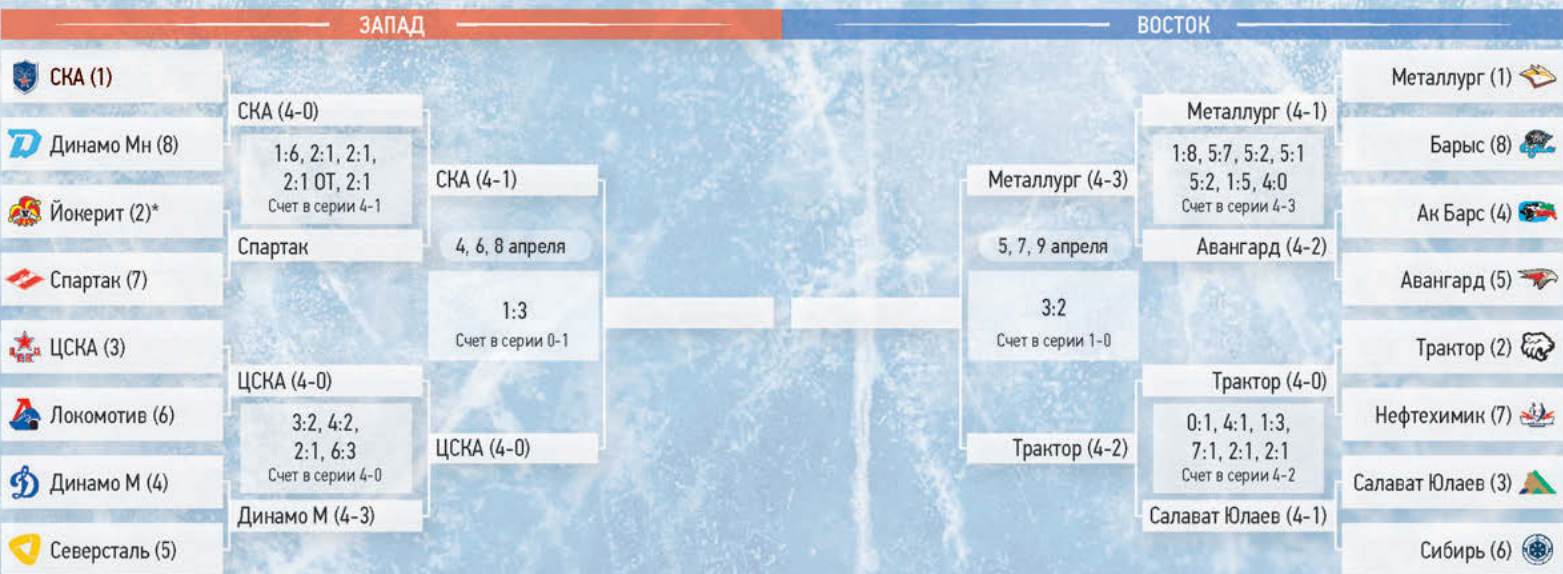 ЗАПАД
СКА (1)
Динамо Мн (8)
Йокерит (2)*
Спартак (7)
ЦСКА (3)
Локомотив (6)
Динамо М (4)
Северсталь (5)
СКА (4-0)
1:6, 2:1, 2:1,
2:1 ОТ, 2:1
Счет в серии 4-1
Спартак
ЦСКА (4-0)
3:2, 4:2,
2:1, 6:3
Счет в серии 4-0
Динамо М (4-3)
СКА (4-1)
4, 6, 8 апреля
1:3
Счет в серии 0-1
ЦСКА (4-0)
ВОСТОК
Металлург (4-3)
5, 7, 9 апреля
3:2
Счет в серии 1-0
Трактор (4-2)
Металлург (4-1)
1:8, 5:7, 5:2, 5:1
5:2, 1:5, 4:0
Счет в серии 4-3
Авангард (4-2)
Трактор (4-0)
0:1, 4:1, 1:3,
7:1, 2:1, 2:1
Счет в серии 4-2
Салават Юлаев (4-1)
Металлург (1)
Барыс (8)
Ак Барс (4)
Авангард (5)
Трактор (2)
Нефтехимик (7)
Салават Юлаев (3)
Сибирь (6)